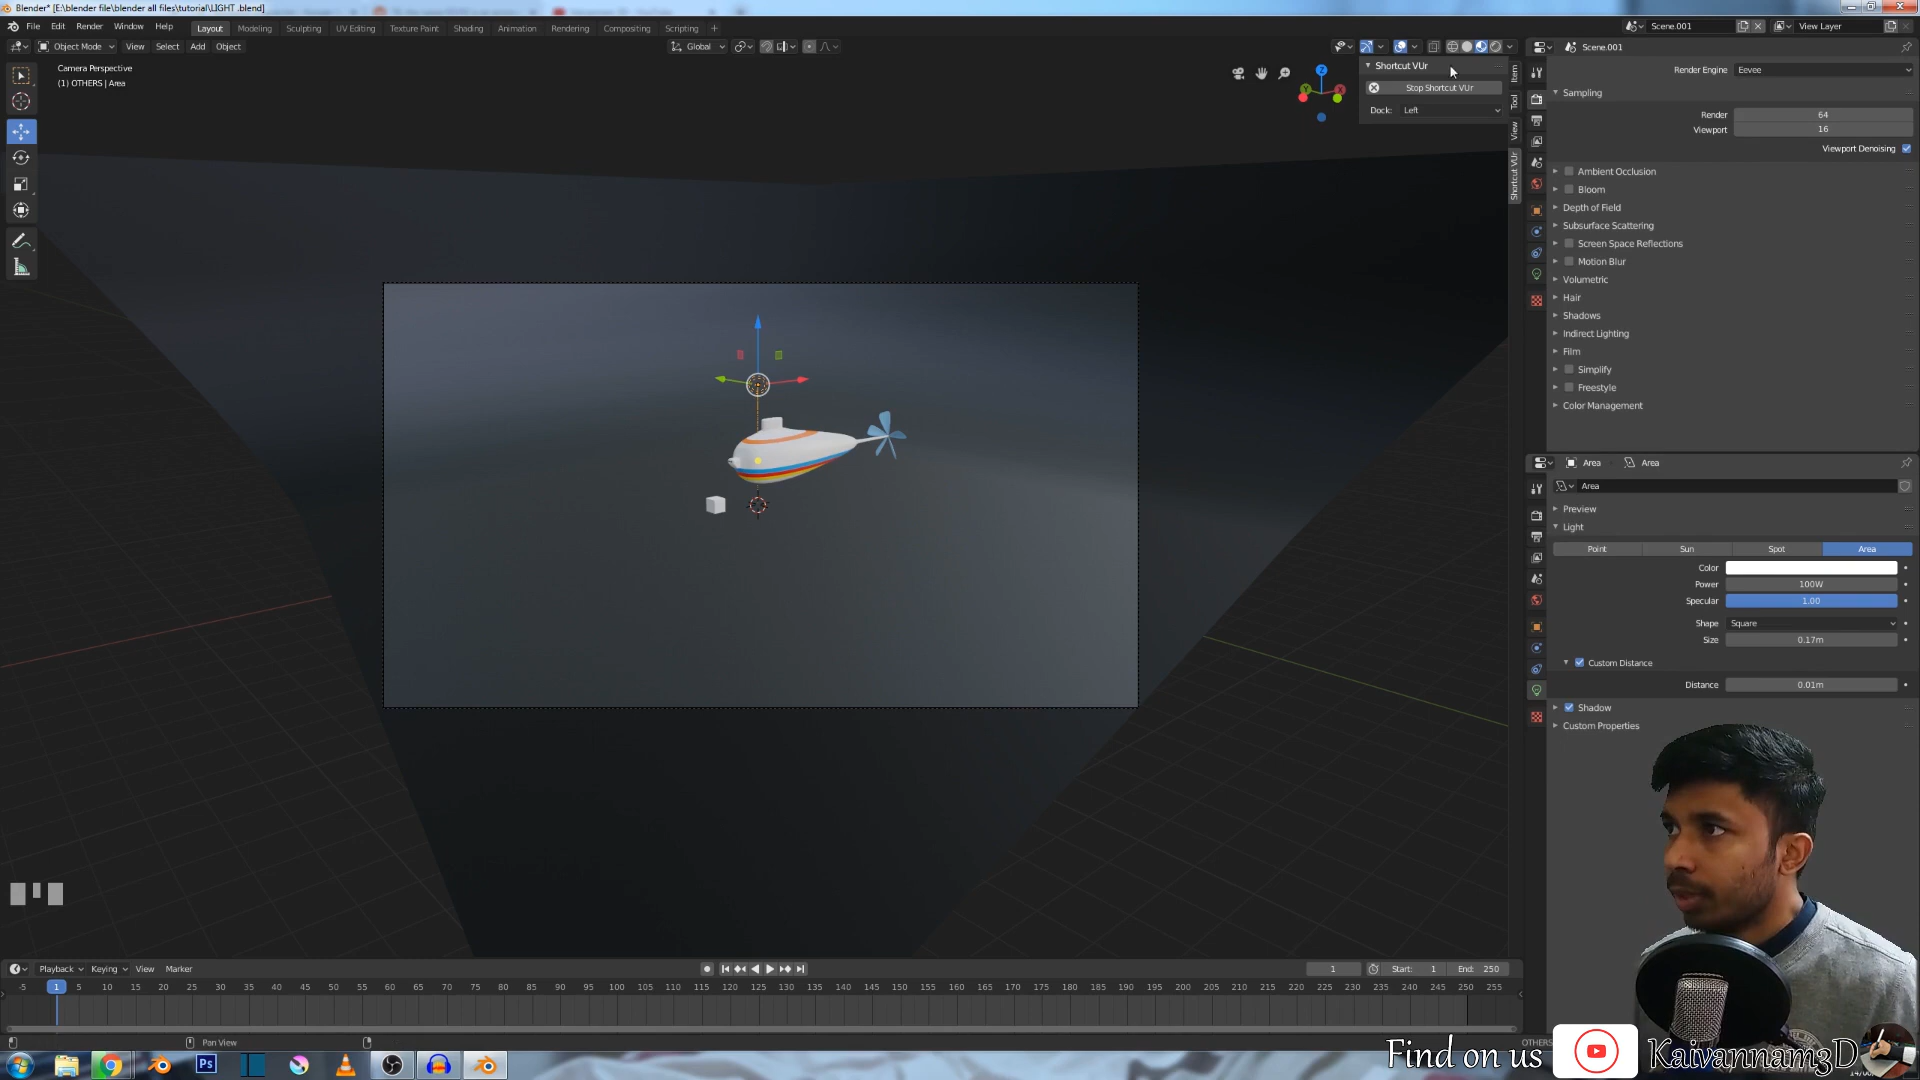 Blender* [E:\blender file\blender all files\tutorial\LIGHT .blend]
File Edit Render Window Help Layout Modeling Sculpting UV Editing Texture Paint Shading Animation Rendering Compositing Scripting + Scene.001 View Layer
Object Mode View Select Add Object Global
Scene.001
Camera Perspective
(1) OTHERS | Area
Shortcut VUr
Stop Shortcut VUr
Dock: Left
Item
Tool
View
Shortcut VUr
Render Engine Eevee
Sampling
Render 64
Viewport 16
Viewport Denoising
Ambient Occlusion
Bloom
Depth of Field
Subsurface Scattering
Screen Space Reflections
Motion Blur
Volumetric
Hair
Shadows
Indirect Lighting
Film
Simplify
Freestyle
Color Management
Area Area
Area
Preview
Light
Point Sun Spot Area
Color
Power 100W
Specular 1.00
Shape Square
Size 0.17m
Custom Distance
Distance 0.01m
Shadow
Custom Properties
Playback Keying View Marker 1 Start: 1 End: 250
-5 1 5 10 15 20 25 30 35 40 45 50 55 60 65 70 75 80 85 90 95 100 105 110 115 120 125 130 135 140 145 150 155 160 165 170 175 180 185 190 195 200 205 210 215 220 225 230 235 240 245 250 255
Pan View
OTHERS
Find on us Kaivannam3D
Ps